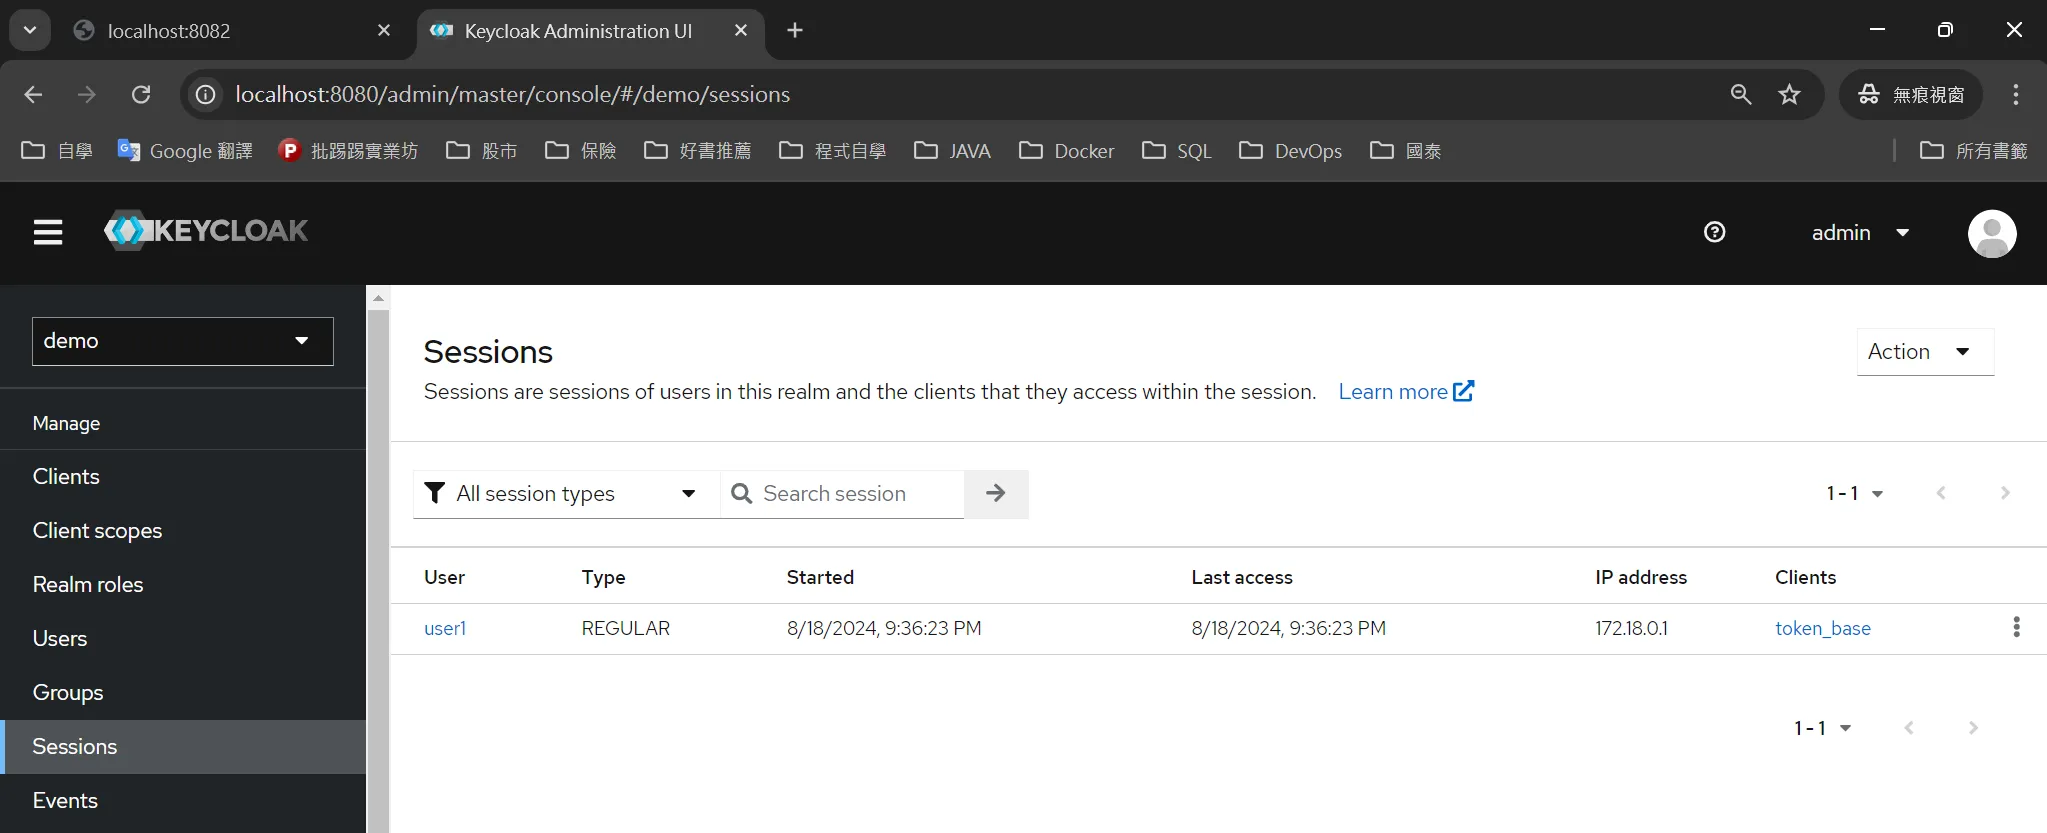 localhost:8082 Keycloak Administration UI
localhost:8080/admin/master/console/#/demo/sessions 無痕視窗
自學 Google 翻譯 批踢踢實業坊 股市 保險 好書推薦 程式自學 JAVA Docker SQL DevOps 國泰 所有書籤
KEYCLOAK admin
demo
Manage
Clients
Client scopes
Realm roles
Users
Groups
Sessions
Events
Sessions
Action
Sessions are sessions of users in this realm and the clients that they access within the session. Learn more
All session types Search session 1 - 1
User Type Started Last access IP address Clients
user1 REGULAR 8/18/2024, 9:36:23 PM 8/18/2024, 9:36:23 PM 172.18.0.1 token_base
1 - 1